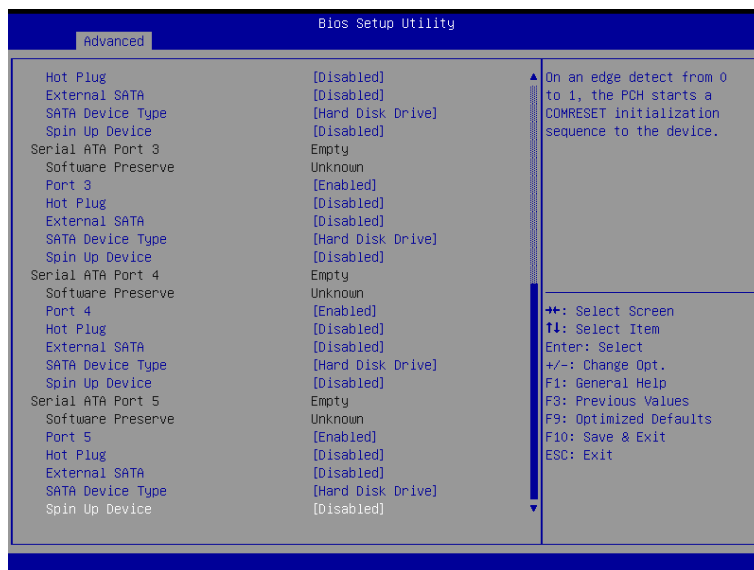 Bios Setup Utility
Advanced
Hot Plug [Disabled]
External SATA [Disabled]
SATA Device Type [Hard Disk Drive]
Spin Up Device [Disabled]
Serial ATA Port 3 Empty
Software Preserve Unknown
Port 3 [Enabled]
Hot Plug [Disabled]
External SATA [Disabled]
SATA Device Type [Hard Disk Drive]
Spin Up Device [Disabled]
Serial ATA Port 4 Empty
Software Preserve Unknown
Port 4 [Enabled]
Hot Plug [Disabled]
External SATA [Disabled]
SATA Device Type [Hard Disk Drive]
Spin Up Device [Disabled]
Serial ATA Port 5 Empty
Software Preserve Unknown
Port 5 [Enabled]
Hot Plug [Disabled]
External SATA [Disabled]
SATA Device Type [Hard Disk Drive]
Spin Up Device [Disabled]
On an edge detect from 0
to 1, the PCH starts a
COMRESET initialization
sequence to the device.
→←: Select Screen
↑↓: Select Item
Enter: Select
+/-: Change Opt.
F1: General Help
F3: Previous Values
F9: Optimized Defaults
F10: Save & Exit
ESC: Exit